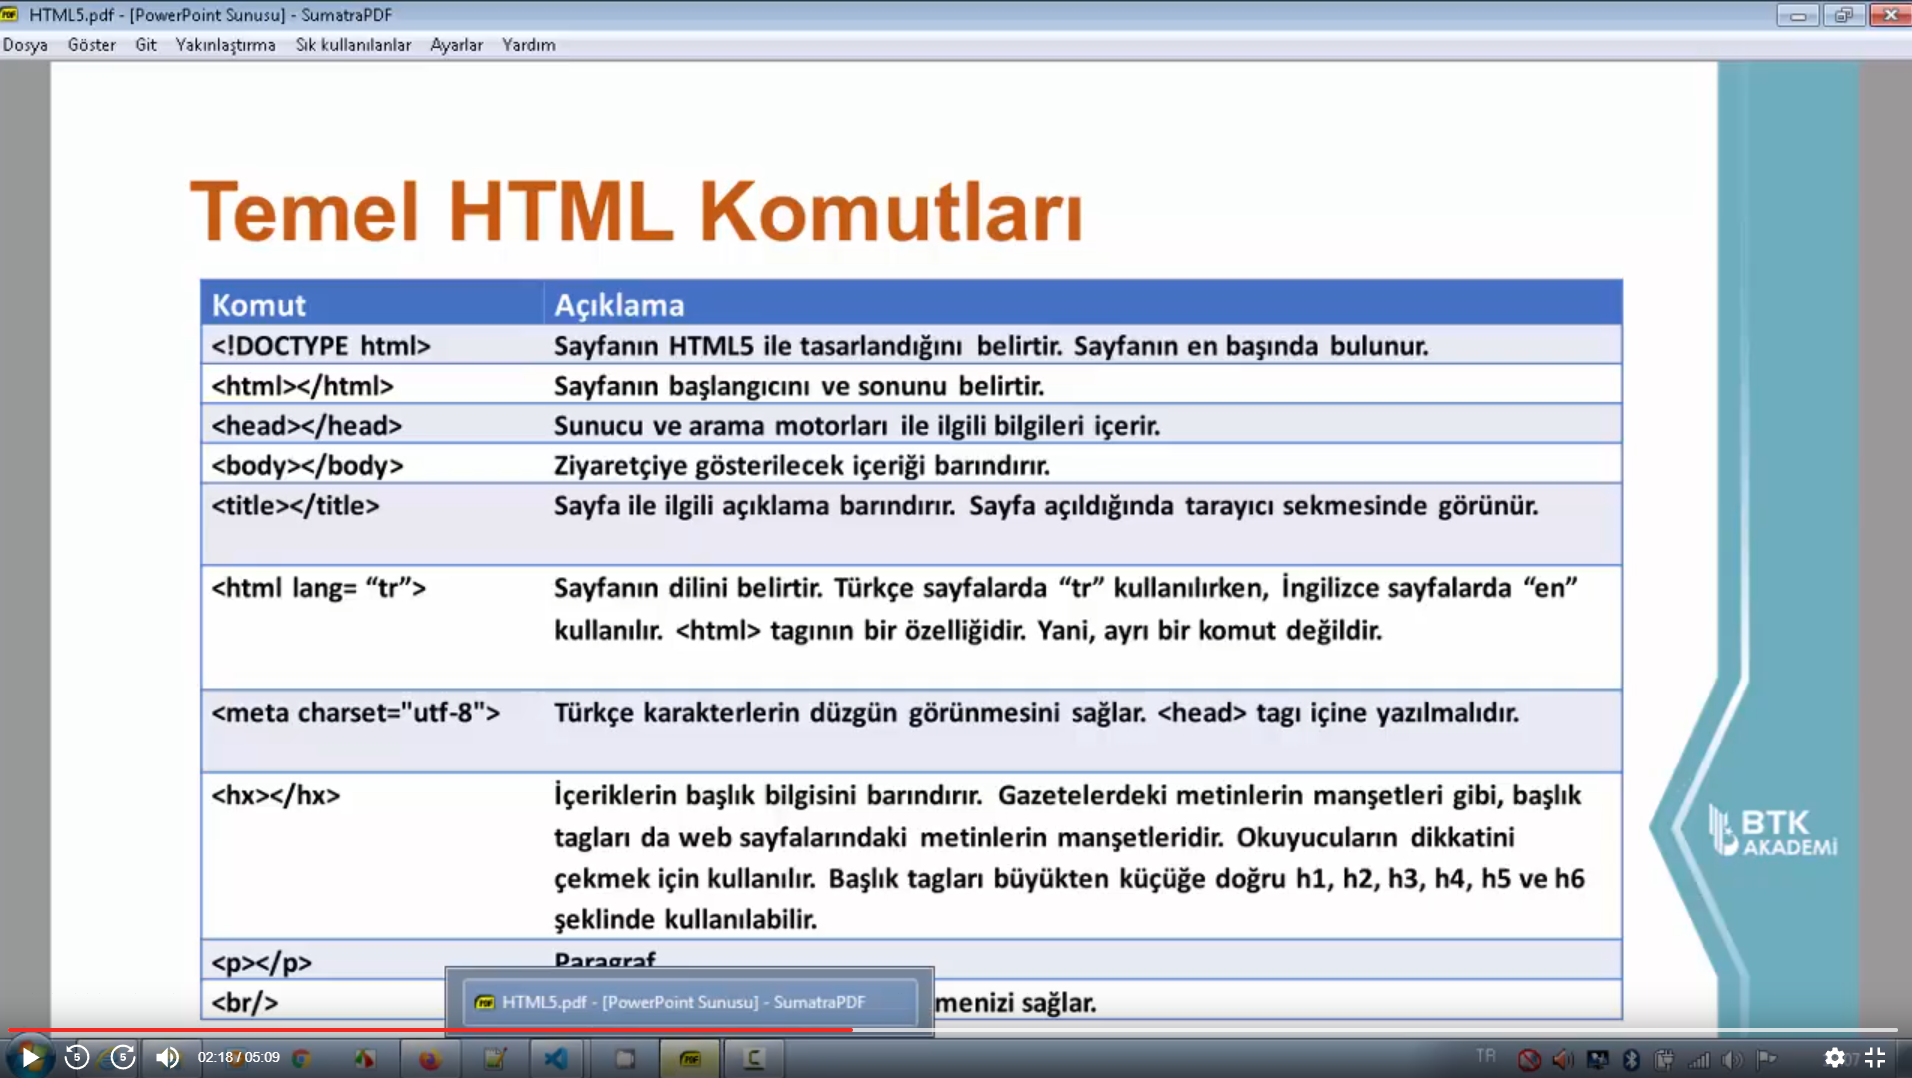 HTML5.pdf - [PowerPoint Sunusu] - SumatraPDF
Dosya Göster Git Yakınlaştırma Sık kullanılanlar Ayarlar Yardım
Temel HTML Komutları
Komut Açıklama
<!DOCTYPE html> Sayfanın HTML5 ile tasarlandığını belirtir. Sayfanın en başında bulunur.
<html></html> Sayfanın başlangıcını ve sonunu belirtir.
<head></head> Sunucu ve arama motorları ile ilgili bilgileri içerir.
<body></body> Ziyaretçiye gösterilecek içeriği barındırır.
<title></title> Sayfa ile ilgili açıklama barındırır. Sayfa açıldığında tarayıcı sekmesinde görünür.
<html lang= “tr”> Sayfanın dilini belirtir. Türkçe sayfalarda “tr” kullanılırken, İngilizce sayfalarda “en”
kullanılır. <html> tagının bir özelliğidir. Yani, ayrı bir komut değildir.
<meta charset="utf-8"> Türkçe karakterlerin düzgün görünmesini sağlar. <head> tagı içine yazılmalıdır.
<hx></hx> İçeriklerin başlık bilgisini barındırır. Gazetelerdeki metinlerin manşetleri gibi, başlık
tagları da web sayfalarındaki metinlerin manşetleridir. Okuyucuların dikkatini
çekmek için kullanılır. Başlık tagları büyükten küçüğe doğru h1, h2, h3, h4, h5 ve h6
şeklinde kullanılabilir.
<p></p> Paragraf
<br/> menizi sağlar.
HTML5.pdf - [PowerPoint Sunusu] - SumatraPDF
BTK
AKADEMİ
5 5 02:18 / 05:09 TR